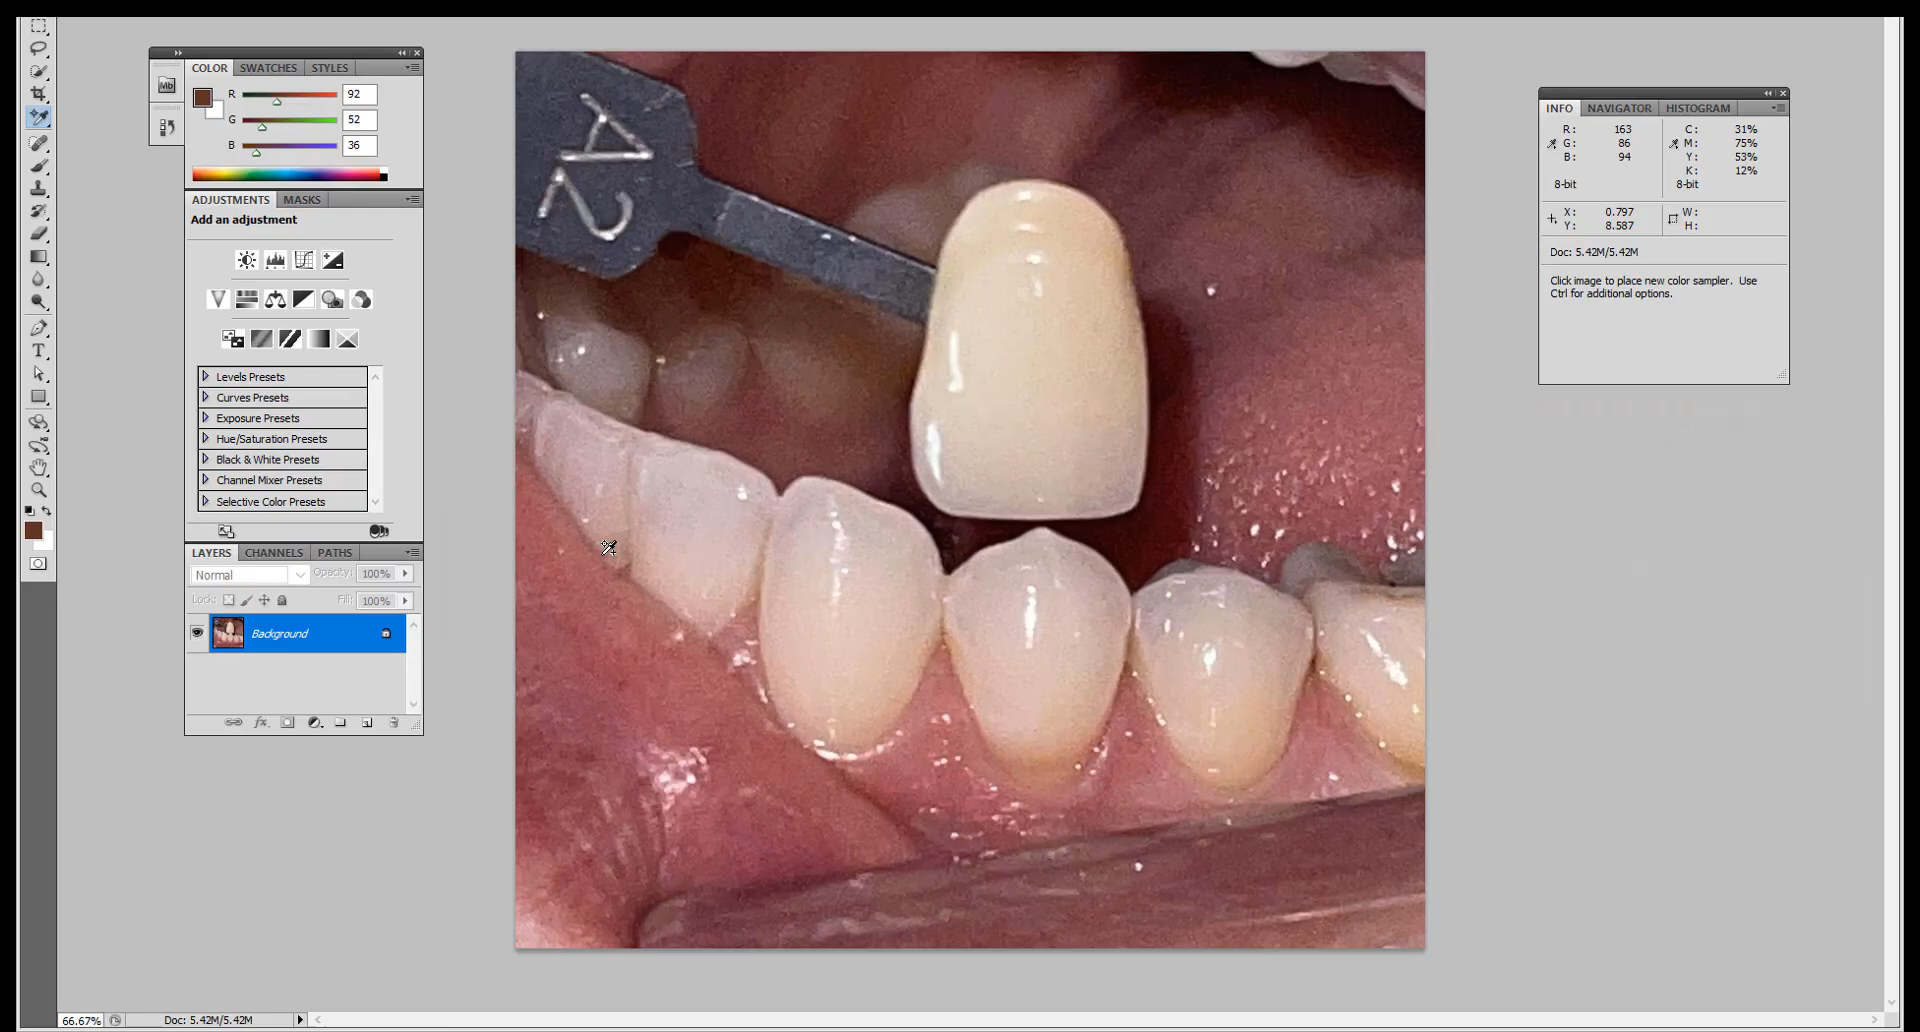 COLOR SWATCHES STYLES
R 92
G 52
B 36
Mb
ADJUSTMENTS MASKS
Add an adjustment
Levels Presets
Curves Presets
Exposure Presets
Hue/Saturation Presets
Black & White Presets
Channel Mixer Presets
Selective Color Presets
LAYERS CHANNELS PATHS
Normal Opacity: 100%
Lock: Fill: 100%
Background
fx
T
A2
INFO NAVIGATOR HISTOGRAM
R: 163 C: 31%
G: 86 M: 75%
B: 94 Y: 53%
K: 12%
8-bit 8-bit
X: 0.797 W:
Y: 8.587 H:
Doc: 5.42M/5.42M
Click image to place new color sampler. Use
Ctrl for additional options.
66.67% Doc: 5.42M/5.42M